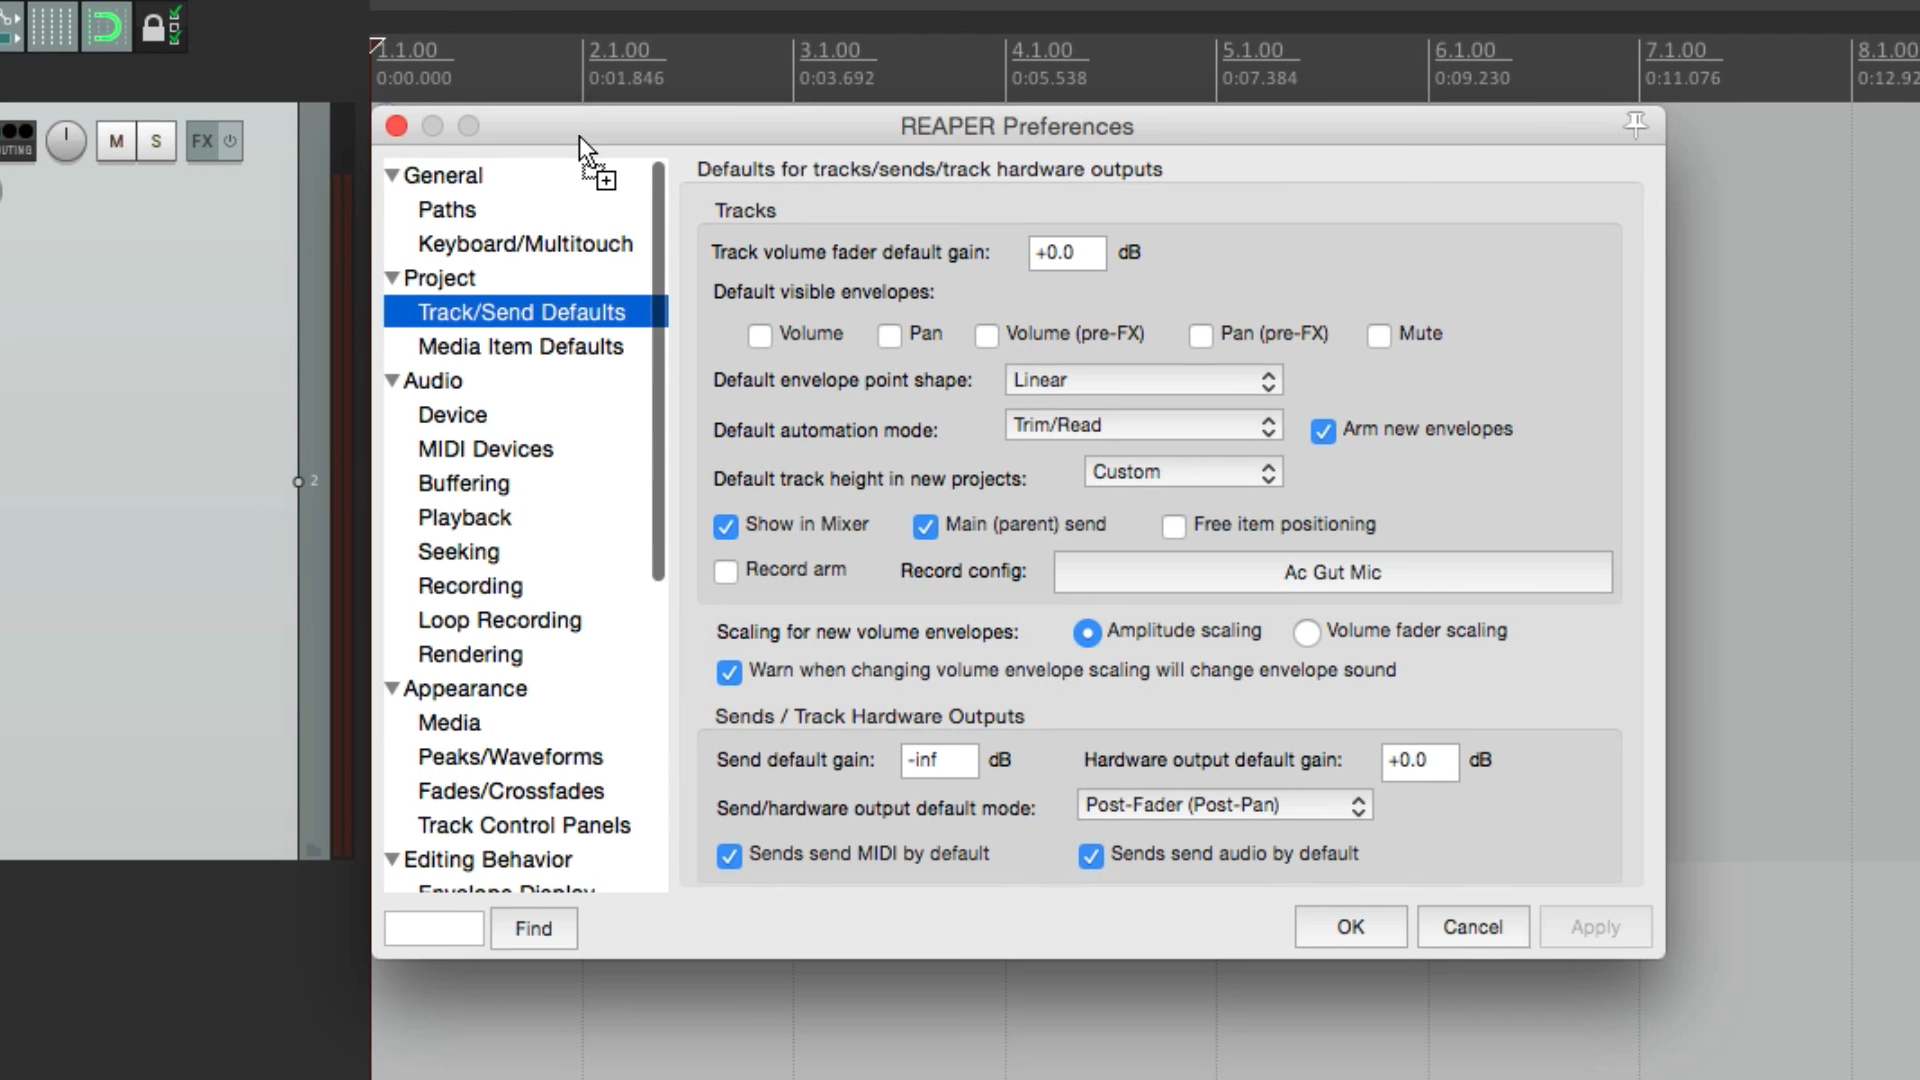 1.1.00 2.1.00 3.1.00 4.1.00 5.1.00 6.1.00 7.1.00 8.1.00
0:00.000 0:01.846 0:03.692 0:05.538 0:07.384 0:09.230 0:11.076 0:12.92
M S FX
UTING
2
REAPER Preferences
General
Paths
Keyboard/Multitouch
Project
Track/Send Defaults
Media Item Defaults
Audio
Device
MIDI Devices
Buffering
Playback
Seeking
Recording
Loop Recording
Rendering
Appearance
Media
Peaks/Waveforms
Fades/Crossfades
Track Control Panels
Editing Behavior
Envelope Display
Find
Defaults for tracks/sends/track hardware outputs
Tracks
Track volume fader default gain: +0.0 dB
Default visible envelopes:
Volume Pan Volume (pre-FX) Pan (pre-FX) Mute
Default envelope point shape: Linear
Default automation mode: Trim/Read Arm new envelopes
Default track height in new projects: Custom
Show in Mixer Main (parent) send Free item positioning
Record arm Record config: Ac Gut Mic
Scaling for new volume envelopes: Amplitude scaling Volume fader scaling
Warn when changing volume envelope scaling will change envelope sound
Sends / Track Hardware Outputs
Send default gain: -inf dB Hardware output default gain: +0.0 dB
Send/hardware output default mode: Post-Fader (Post-Pan)
Sends send MIDI by default Sends send audio by default
OK Cancel Apply